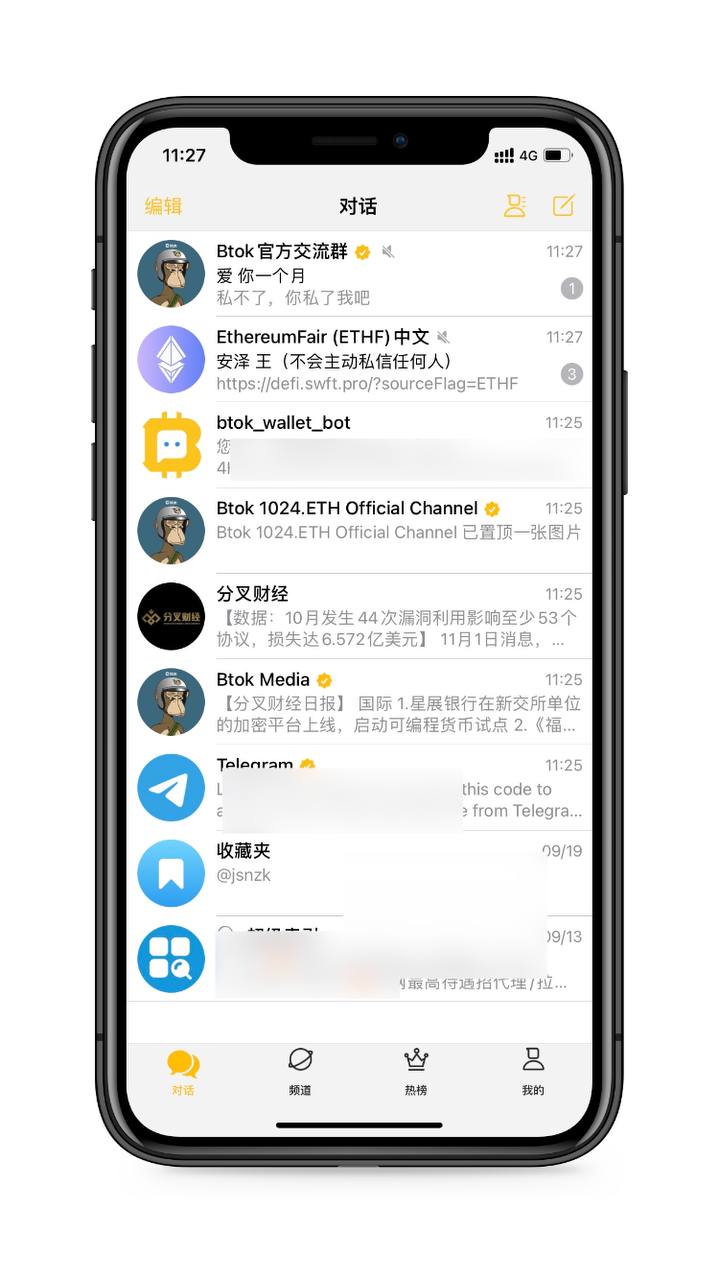 11:27
4G
编辑
对话
Btok官方交流群
11:27
爱 你一个月
私不了，你私了我吧
1
EthereumFair (ETHF)中文
11:27
安泽 王（不会主动私信任何人）
https://defi.swft.pro/?sourceFlag=ETHF
3
btok_wallet_bot
11:25
您
Btok 1024.ETH Official Channel
11:25
Btok 1024.ETH Official Channel 已置顶一张图片
分叉财经
分叉财经
11:25
【数据：10月发生44次漏洞利用影响至少53个
协议，损失达6.572亿美元】 11月1日消息，...
Btok Media
11:25
【分叉财经日报】 国际 1.星展银行在新交所单位
的加密平台上线，启动可编程货币试点 2.《福...
Telegram
11:25
this code to
from Telegra...
收藏夹
09/19
@jsnzk
09/13
最高待遇招代理/拉...
对话
频道
热榜
我的